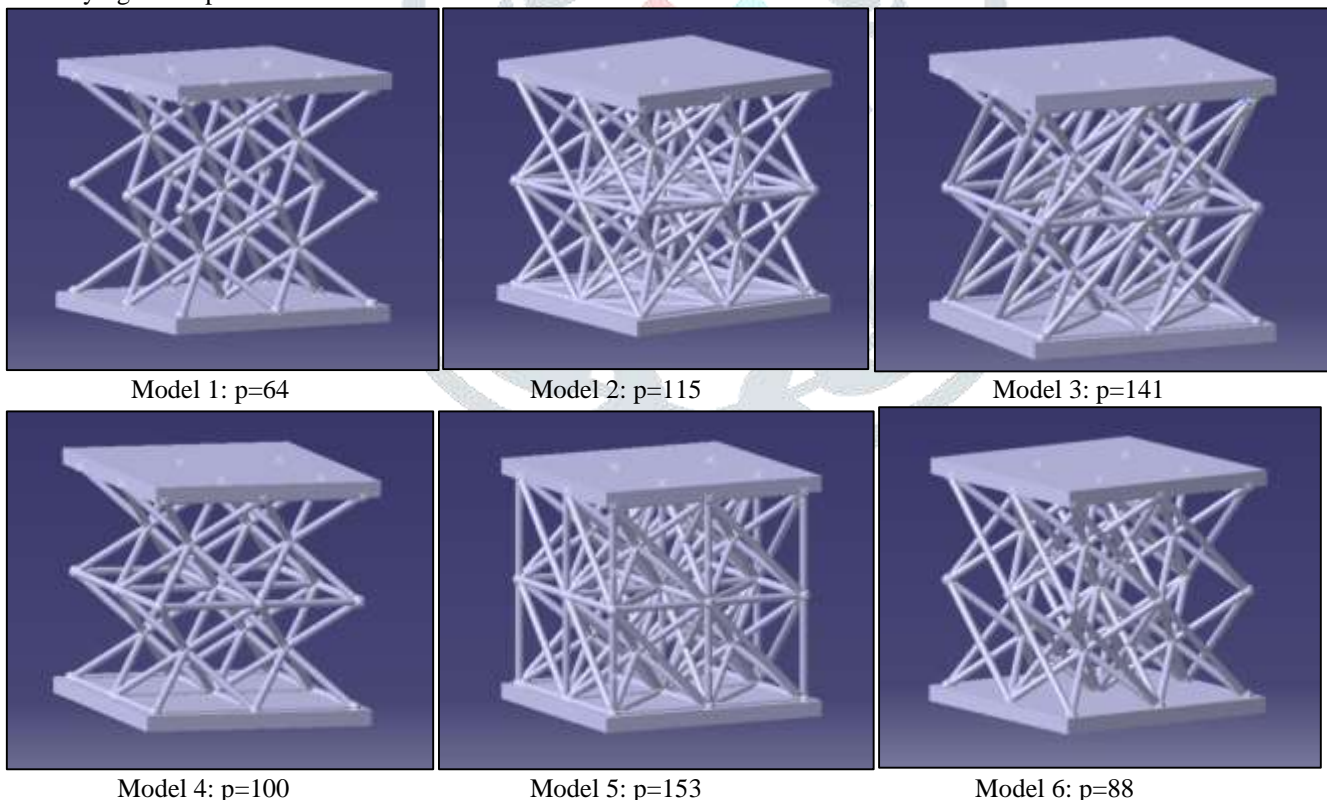 Model 1: p=64
Model 2: p=115
Model 3: p=141
Model 4: p=100
Model 5: p=153
Model 6: p=88